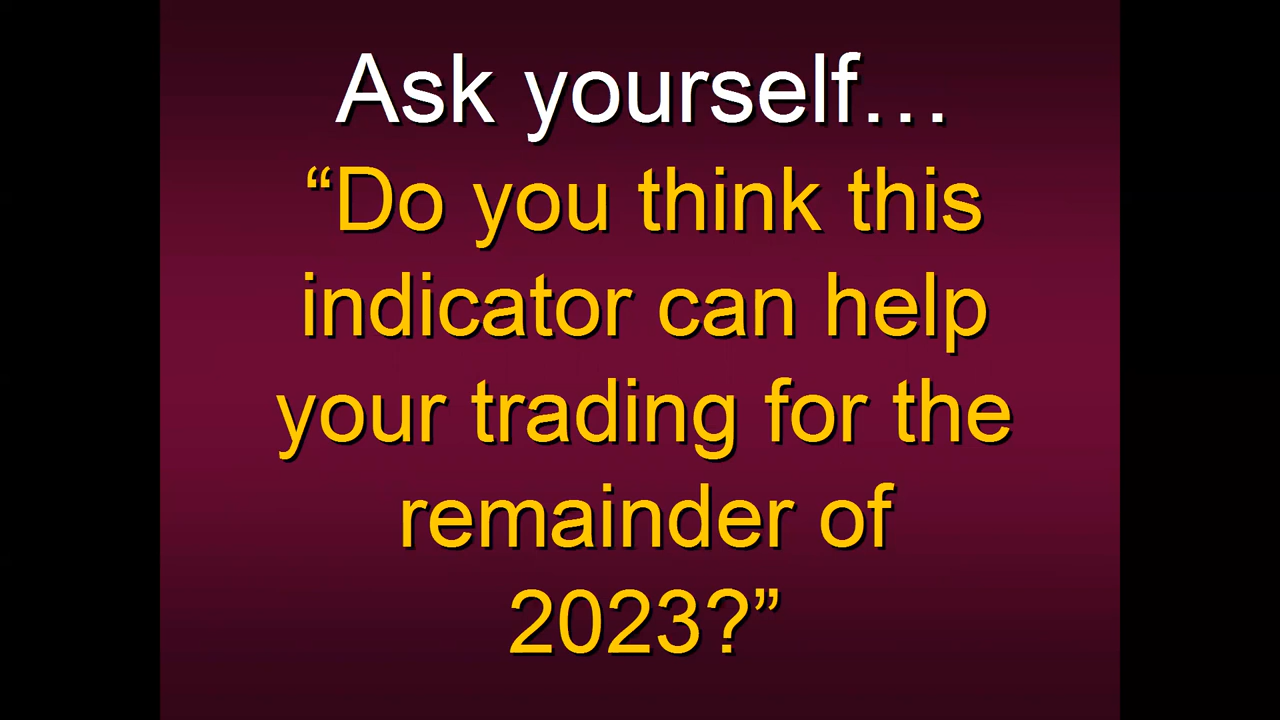 Ask yourself…
“Do you think this
indicator can help
your trading for the
remainder of
2023?”